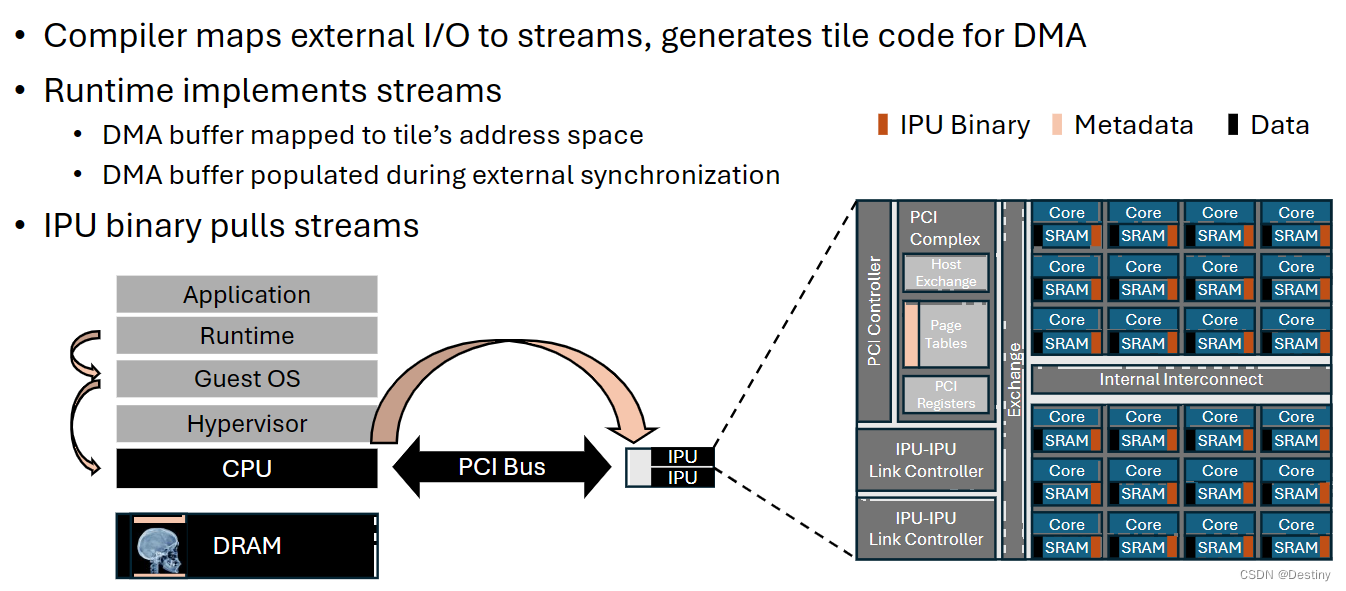 • Compiler maps external I/O to streams, generates tile code for DMA
• Runtime implements streams
• DMA buffer mapped to tile’s address space
• DMA buffer populated during external synchronization
• IPU binary pulls streams
IPU Binary Metadata Data
Application
Runtime
Guest OS
Hypervisor
CPU
DRAM
PCI Bus
IPU
IPU
PCI Controller
PCI
Complex
Host
Exchange
Page
Tables
PCI
Registers
IPU-IPU
Link Controller
IPU-IPU
Link Controller
Exchange
Core Core Core Core
SRAM SRAM SRAM SRAM
Core Core Core Core
SRAM SRAM SRAM SRAM
Core Core Core Core
SRAM SRAM SRAM SRAM
Internal Interconnect
Core Core Core Core
SRAM SRAM SRAM SRAM
Core Core Core Core
SRAM SRAM SRAM SRAM
Core Core Core Core
SRAM SRAM SRAM SRAM
CSDN @Destiny